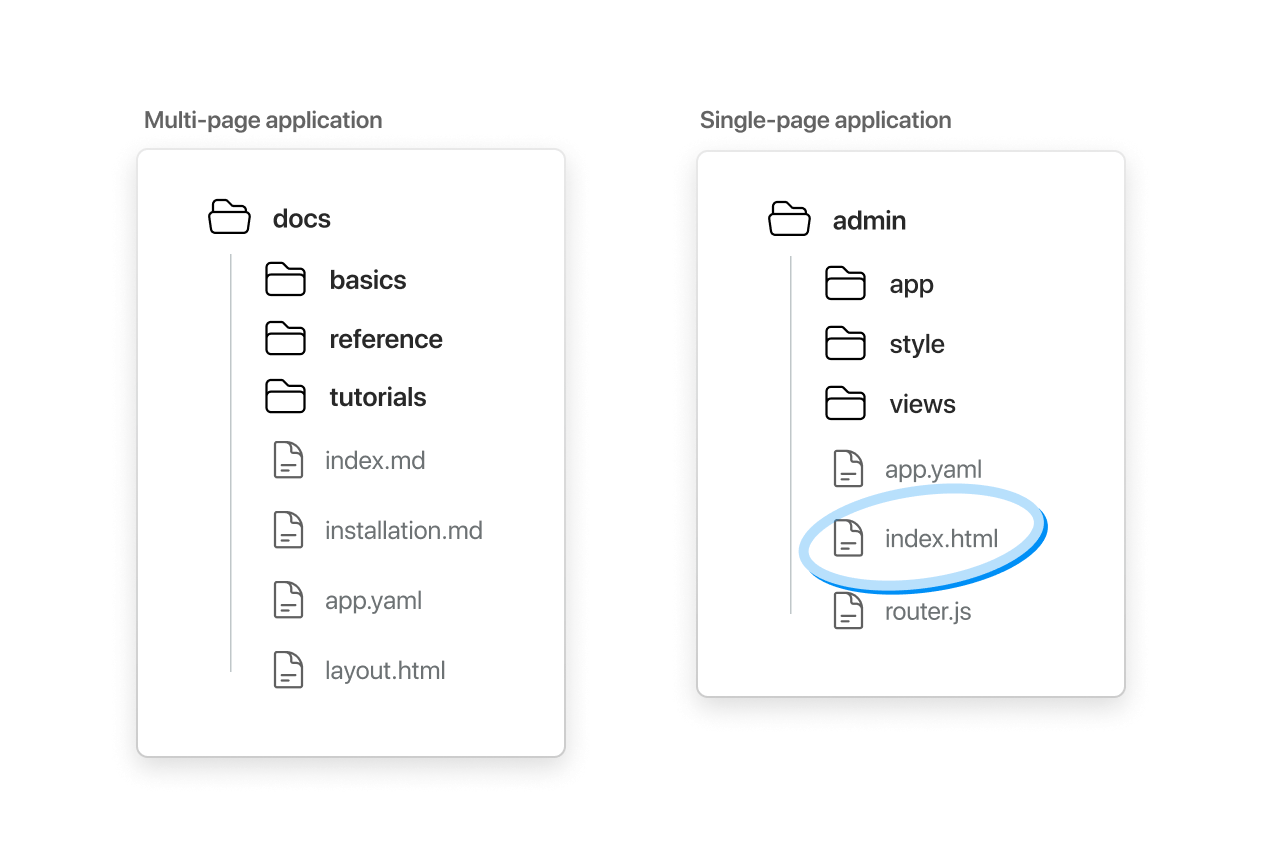 Multi-page application
docs
basics
reference
tutorials
index.md
installation.md
app.yaml
layout.html
Single-page application
admin
app
style
views
app.yaml
index.html
router.js